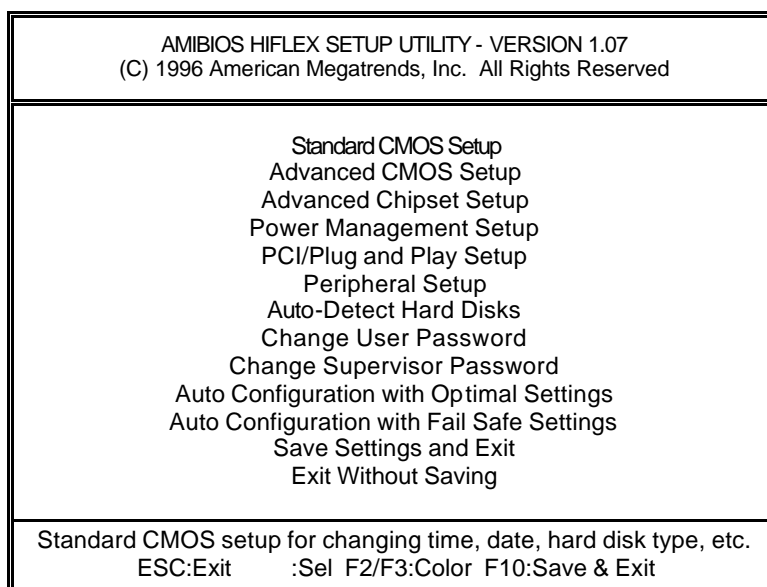 AMIBIOS HIFLEX SETUP UTILITY - VERSION 1.07
(C) 1996 American Megatrends, Inc. All Rights Reserved
Standard CMOS Setup
Advanced CMOS Setup
Advanced Chipset Setup
Power Management Setup
PCI/Plug and Play Setup
Peripheral Setup
Auto-Detect Hard Disks
Change User Password
Change Supervisor Password
Auto Configuration with Optimal Settings
Auto Configuration with Fail Safe Settings
Save Settings and Exit
Exit Without Saving
Standard CMOS setup for changing time, date, hard disk type, etc.
ESC:Exit :Sel F2/F3:Color F10:Save & Exit